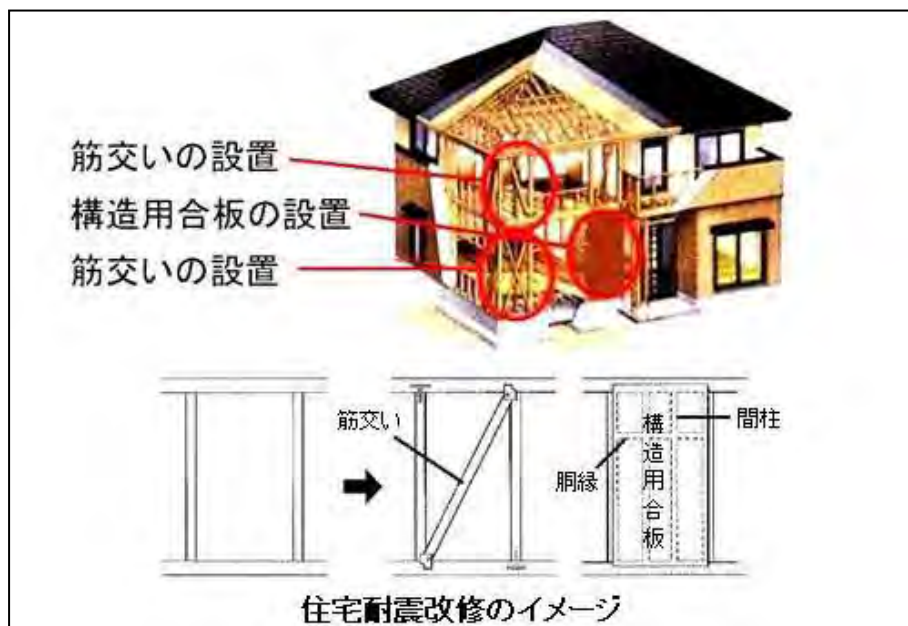 筋交いの設置
構造用合板の設置
筋交いの設置
筋交い
構造用合板
間柱
胴縁
住宅耐震改修のイメージ